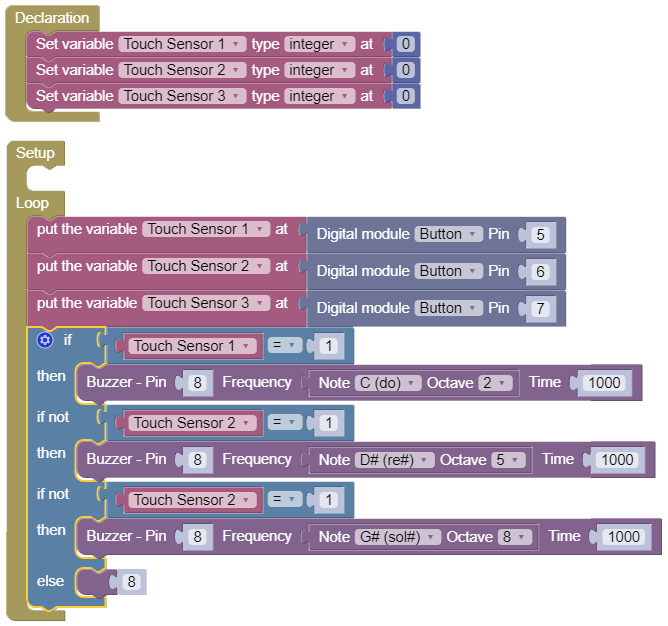 Declaration
Set variable Touch Sensor 1 type integer at 0
Set variable Touch Sensor 2 type integer at 0
Set variable Touch Sensor 3 type integer at 0
Setup
Loop
put the variable Touch Sensor 1 at Digital module Button Pin 5
put the variable Touch Sensor 2 at Digital module Button Pin 6
put the variable Touch Sensor 3 at Digital module Button Pin 7
if Touch Sensor 1 = 1
then Buzzer - Pin 8 Frequency Note C (do) Octave 2 Time 1000
if not Touch Sensor 2 = 1
then Buzzer - Pin 8 Frequency Note D# (re#) Octave 5 Time 1000
if not Touch Sensor 2 = 1
then Buzzer - Pin 8 Frequency Note G# (sol#) Octave 8 Time 1000
else 8